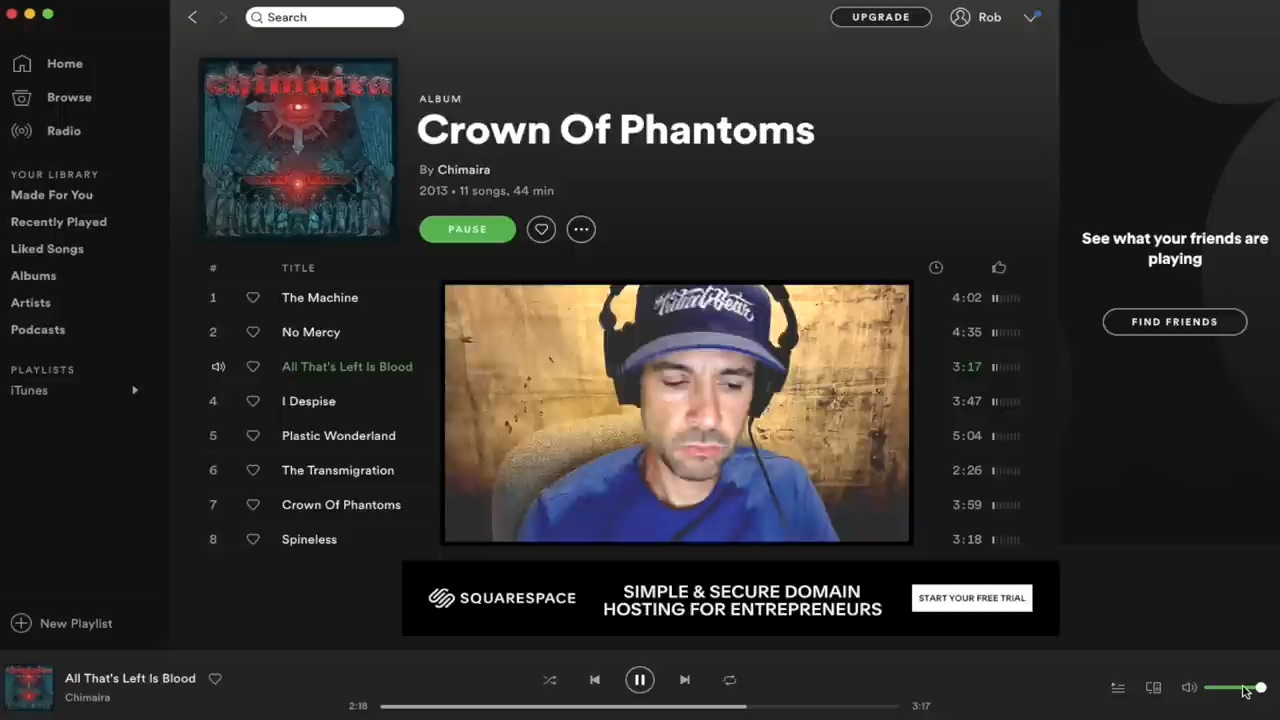 Search
UPGRADE
Rob
Home
Browse
Radio
YOUR LIBRARY
Made For You
Recently Played
Liked Songs
Albums
Artists
Podcasts
PLAYLISTS
iTunes
New Playlist
chimaira
ALBUM
Crown Of Phantoms
By Chimaira
2013 • 11 songs, 44 min
PAUSE
# TITLE
1 The Machine 4:02
2 No Mercy 4:35
All That's Left Is Blood 3:17
4 I Despise 3:47
5 Plastic Wonderland 5:04
6 The Transmigration 2:26
7 Crown Of Phantoms 3:59
8 Spineless 3:18
See what your friends are
playing
FIND FRIENDS
SQUARESPACE
SIMPLE & SECURE DOMAIN
HOSTING FOR ENTREPRENEURS
START YOUR FREE TRIAL
All That's Left Is Blood
Chimaira
2:18
3:17